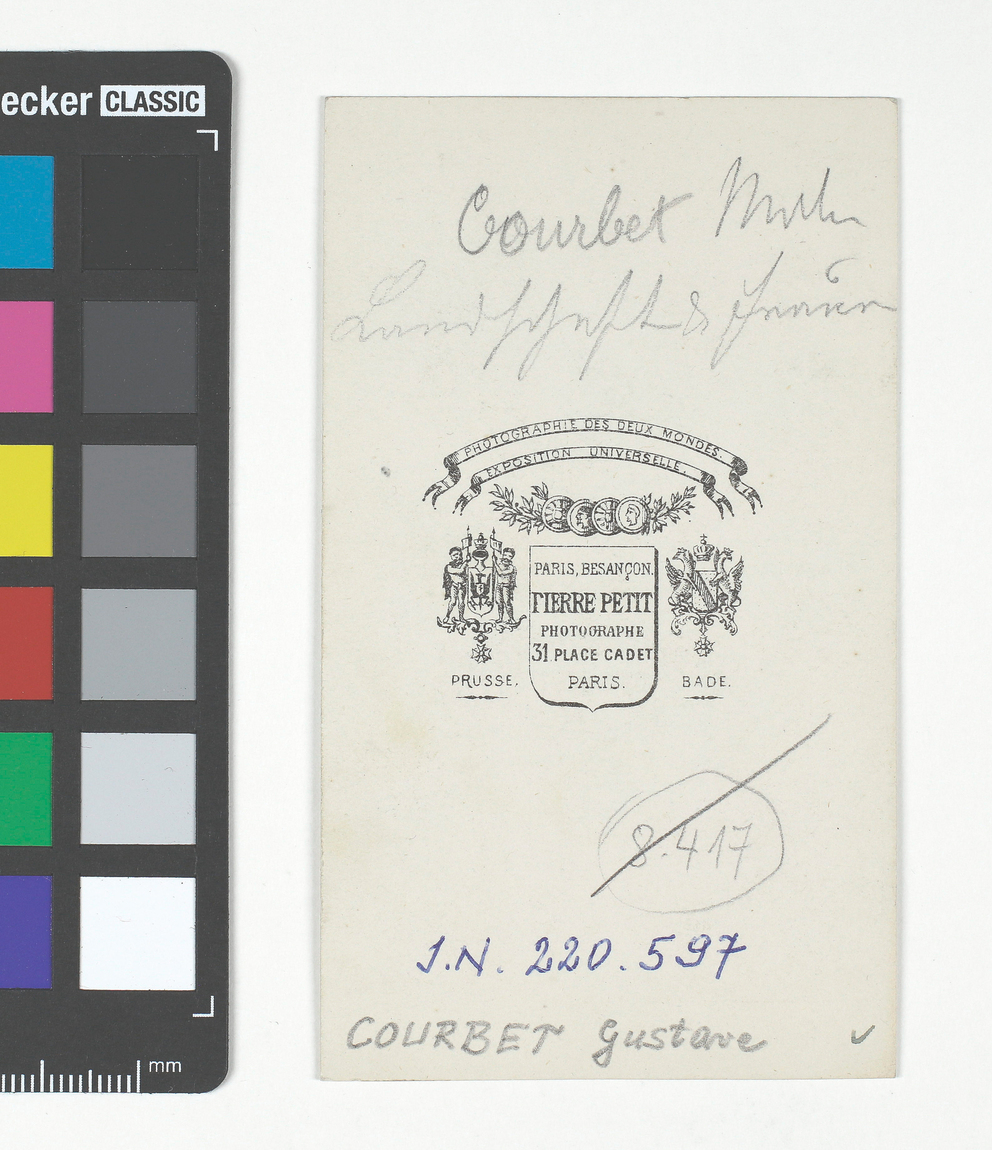 ecker CLASSIC
Courbet Maler
Landschaft & Frauen
PHOTOGRAPHIE DES DEUX MONDES.
EXPOSITION UNIVERSELLE.
PARIS, BESANÇON.
PIERRE PETIT
PHOTOGRAPHE
31 PLACE CADET
PARIS.
PRUSSE.
BADE.
8.417
J.N. 220.597
COURBET Gustave
mm